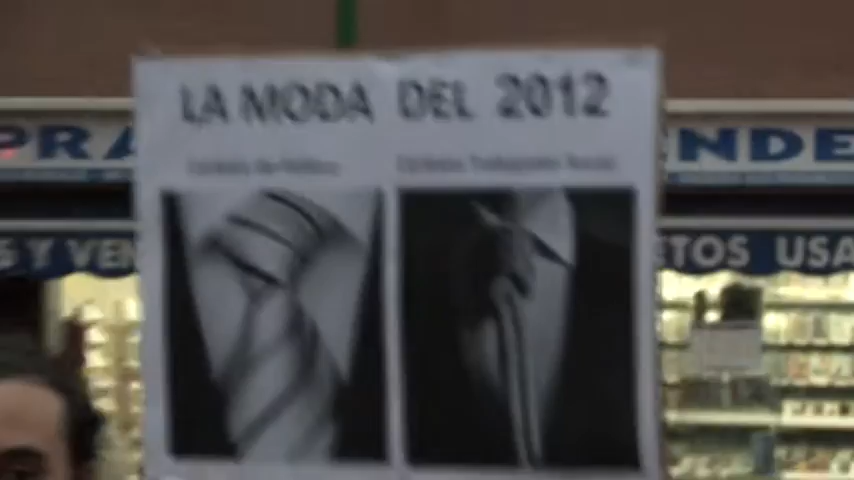 LA MODA DEL 2012
PRA
NDE
S Y VEN
ETOS USA